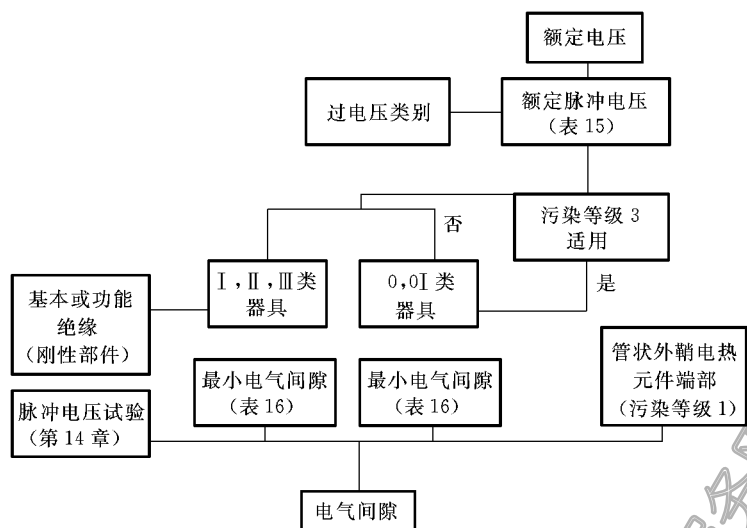 额定电压
过电压类别
额定脉冲电压
(表 15)
污染等级 3
适用
否
是
基本或功能
绝缘
(刚性部件)
Ⅰ,Ⅱ,Ⅲ类
器具
0,0Ⅰ类
器具
脉冲电压试验
(第 14 章)
最小电气间隙
(表 16)
最小电气间隙
(表 16)
管状外鞘电热
元件端部
(污染等级 1)
电气间隙